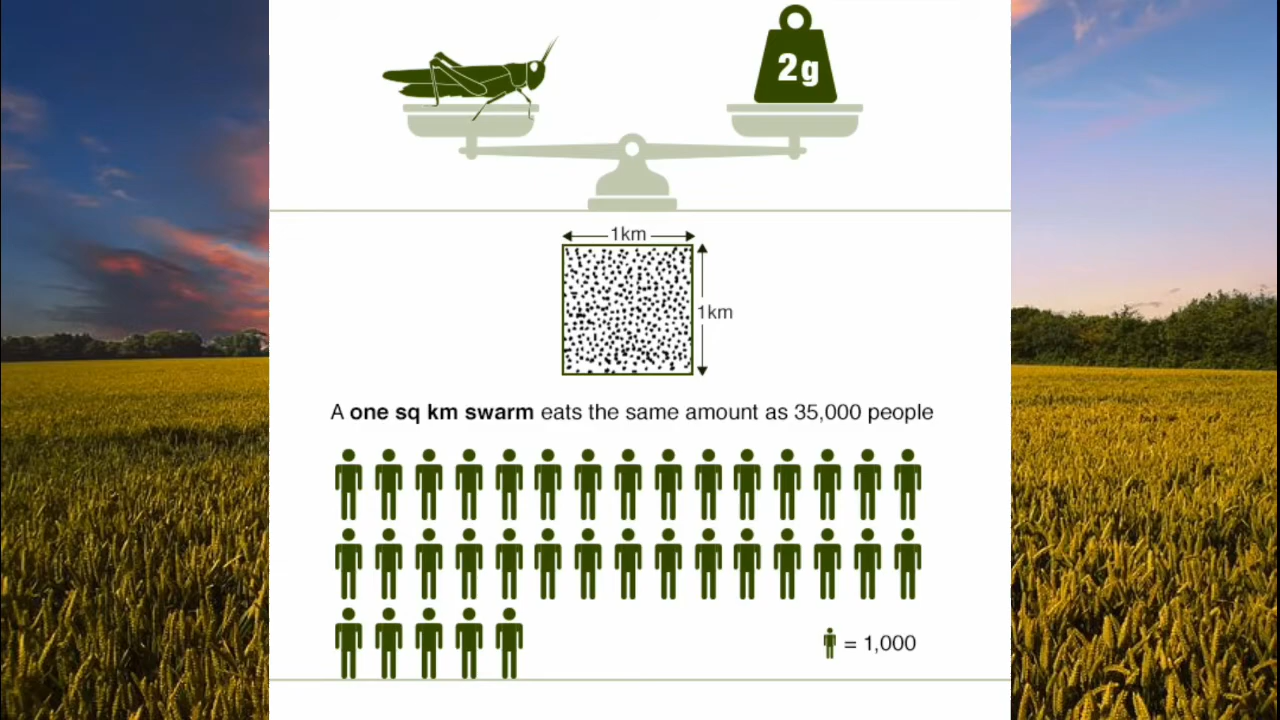 2g
1km
1km
A one sq km swarm eats the same amount as 35,000 people
= 1,000